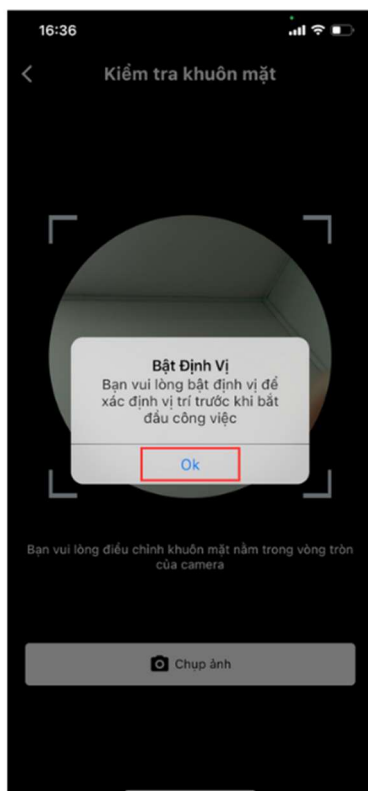 16:36
Kiểm tra khuôn mặt
Bật Định Vị
Bạn vui lòng bật định vị để
xác định vị trí trước khi bắt
đầu công việc
Ok
Bạn vui lòng điều chỉnh khuôn mặt nằm trong vòng tròn
của camera
Chụp ảnh